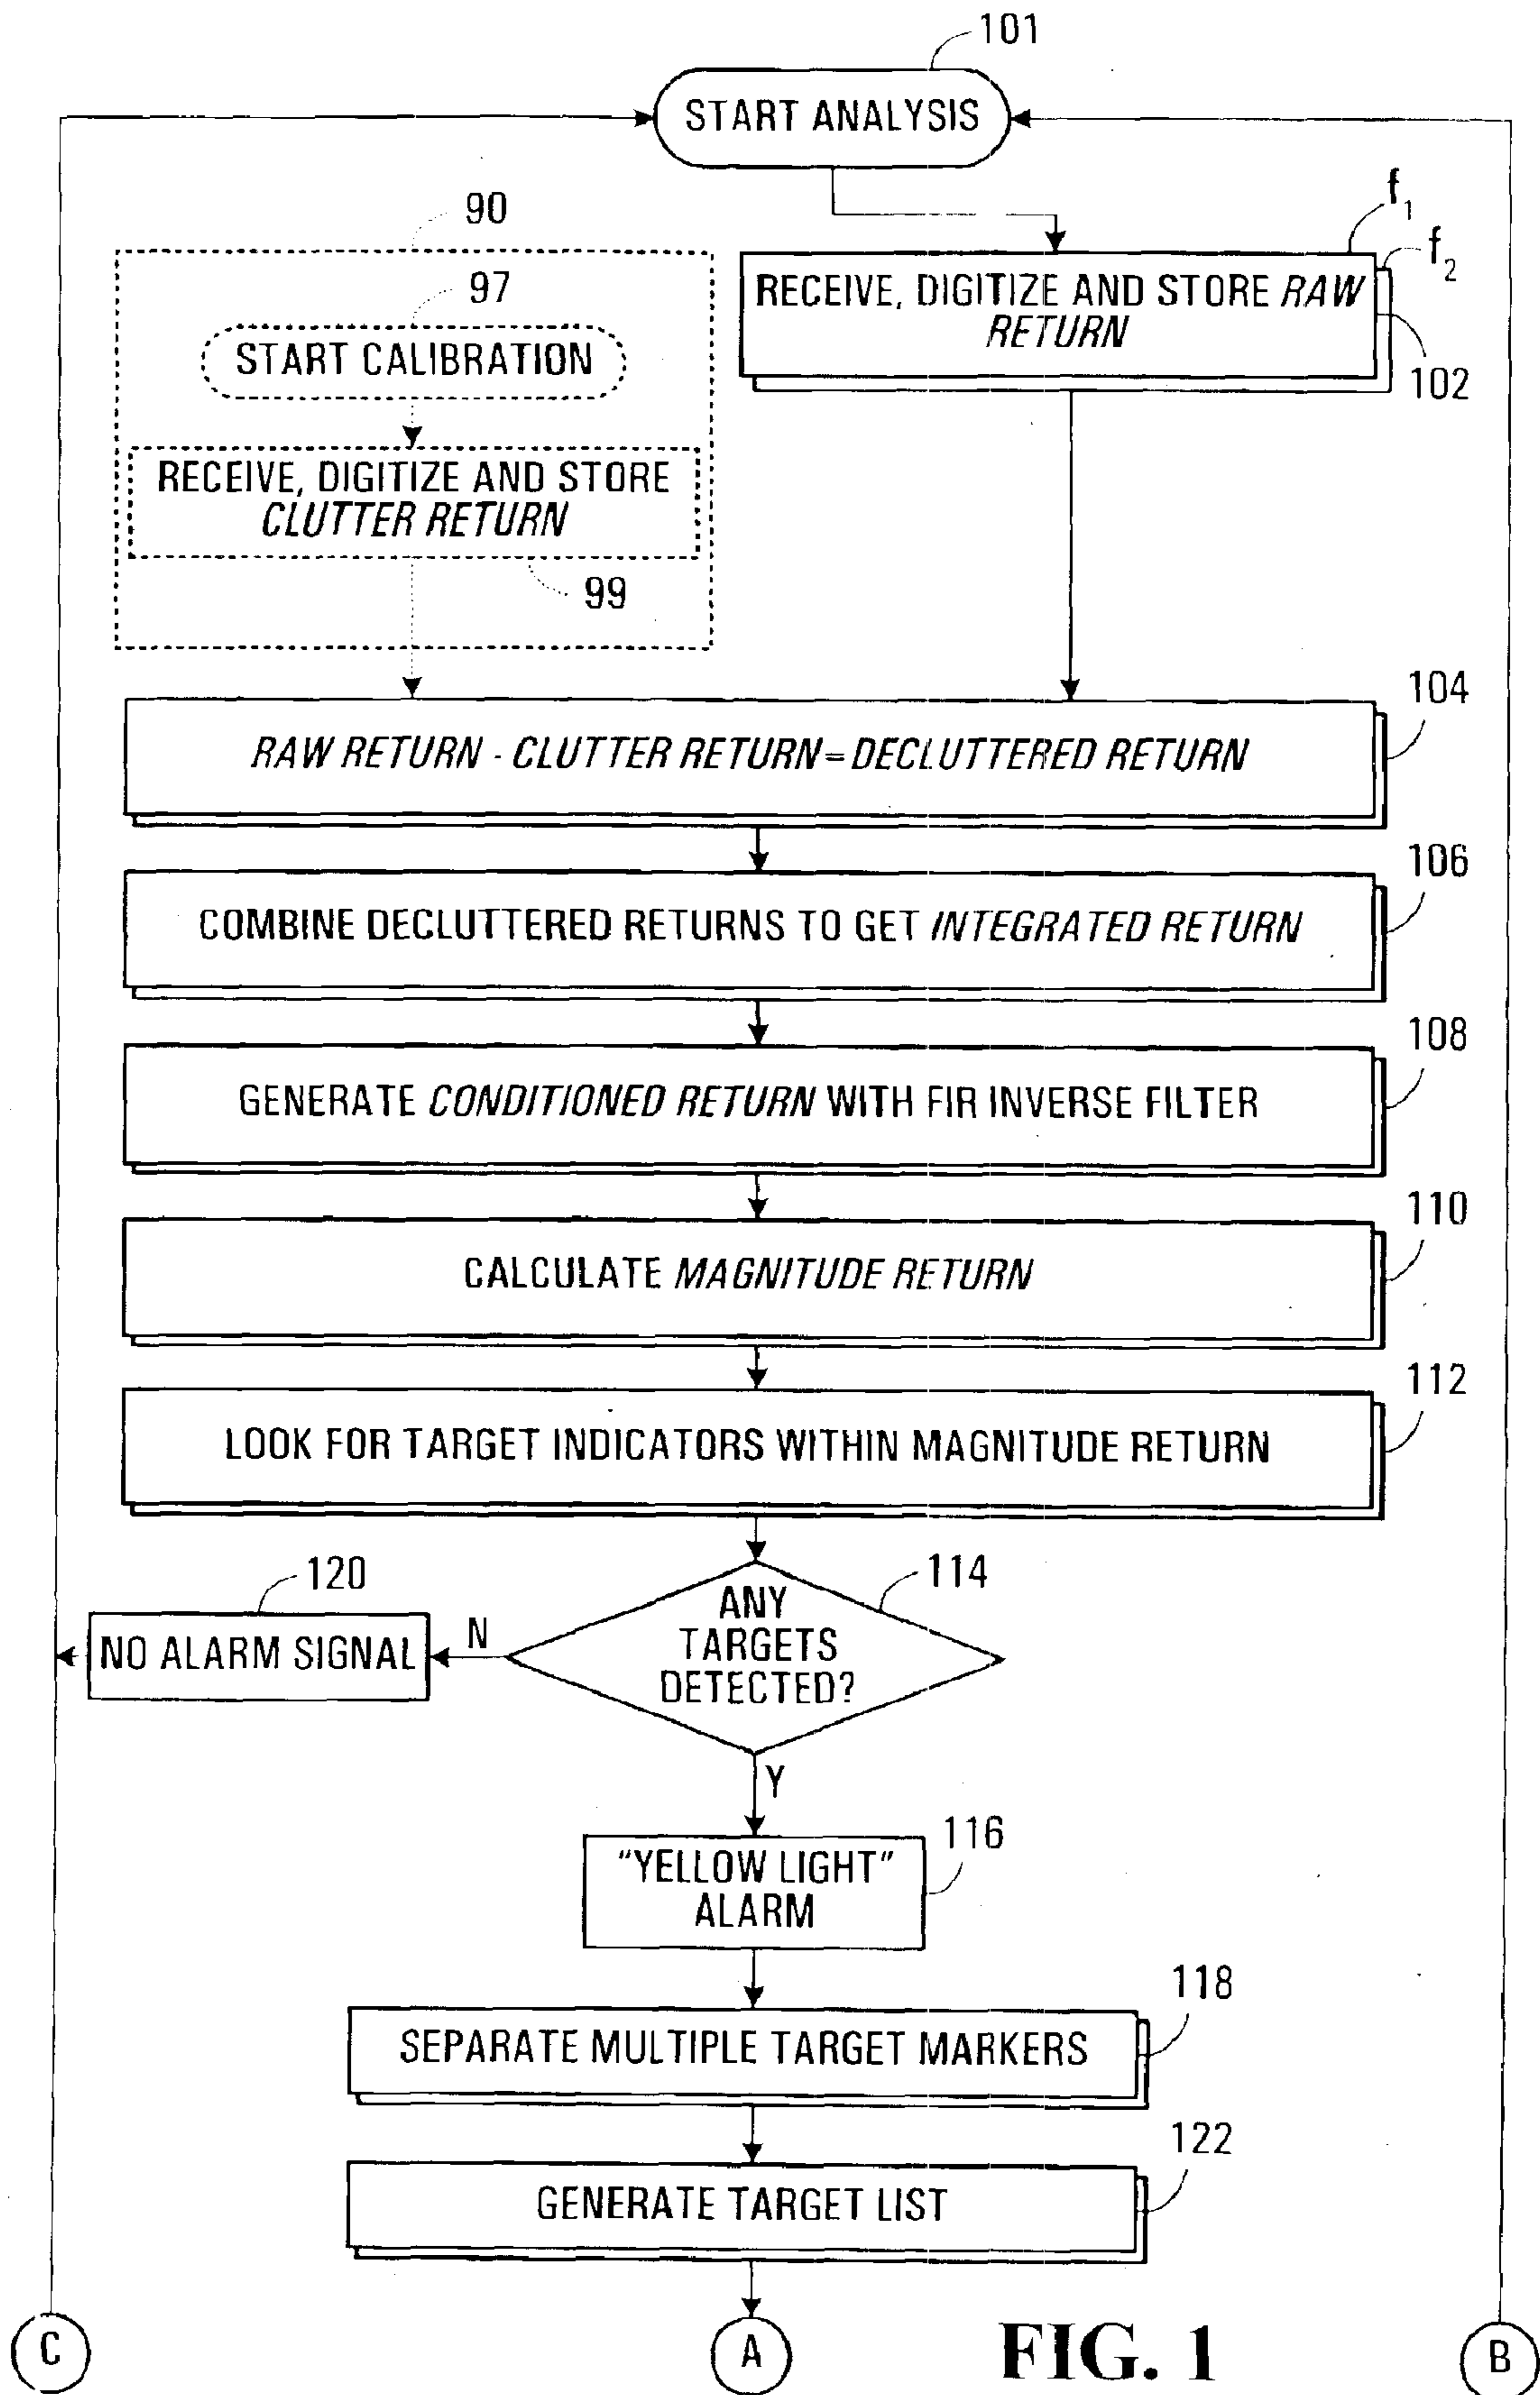 101
START ANALYSIS
90
f1
f2
97
START CALIBRATION
RECEIVE, DIGITIZE AND STORE RAW
RETURN
102
RECEIVE, DIGITIZE AND STORE
CLUTTER RETURN
99
104
RAW RETURN - CLUTTER RETURN = DECLUTTERED RETURN
106
COMBINE DECLUTTERED RETURNS TO GET INTEGRATED RETURN
108
GENERATE CONDITIONED RETURN WITH FIR INVERSE FILTER
110
CALCULATE MAGNITUDE RETURN
112
LOOK FOR TARGET INDICATORS WITHIN MAGNITUDE RETURN
120
114
ANY
TARGETS
DETECTED?
NO ALARM SIGNAL
N
Y
116
"YELLOW LIGHT"
ALARM
118
SEPARATE MULTIPLE TARGET MARKERS
122
GENERATE TARGET LIST
C
A
FIG. 1
B